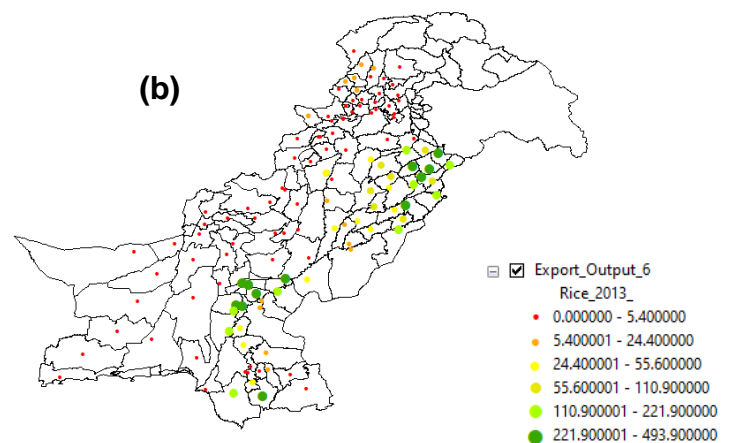 (b)
Export_Output_6
Rice_2013_
0.000000 - 5.400000
5.400001 - 24.400000
24.400001 - 55.600000
55.600001 - 110.900000
110.900001 - 221.900000
221.900001 - 493.900000